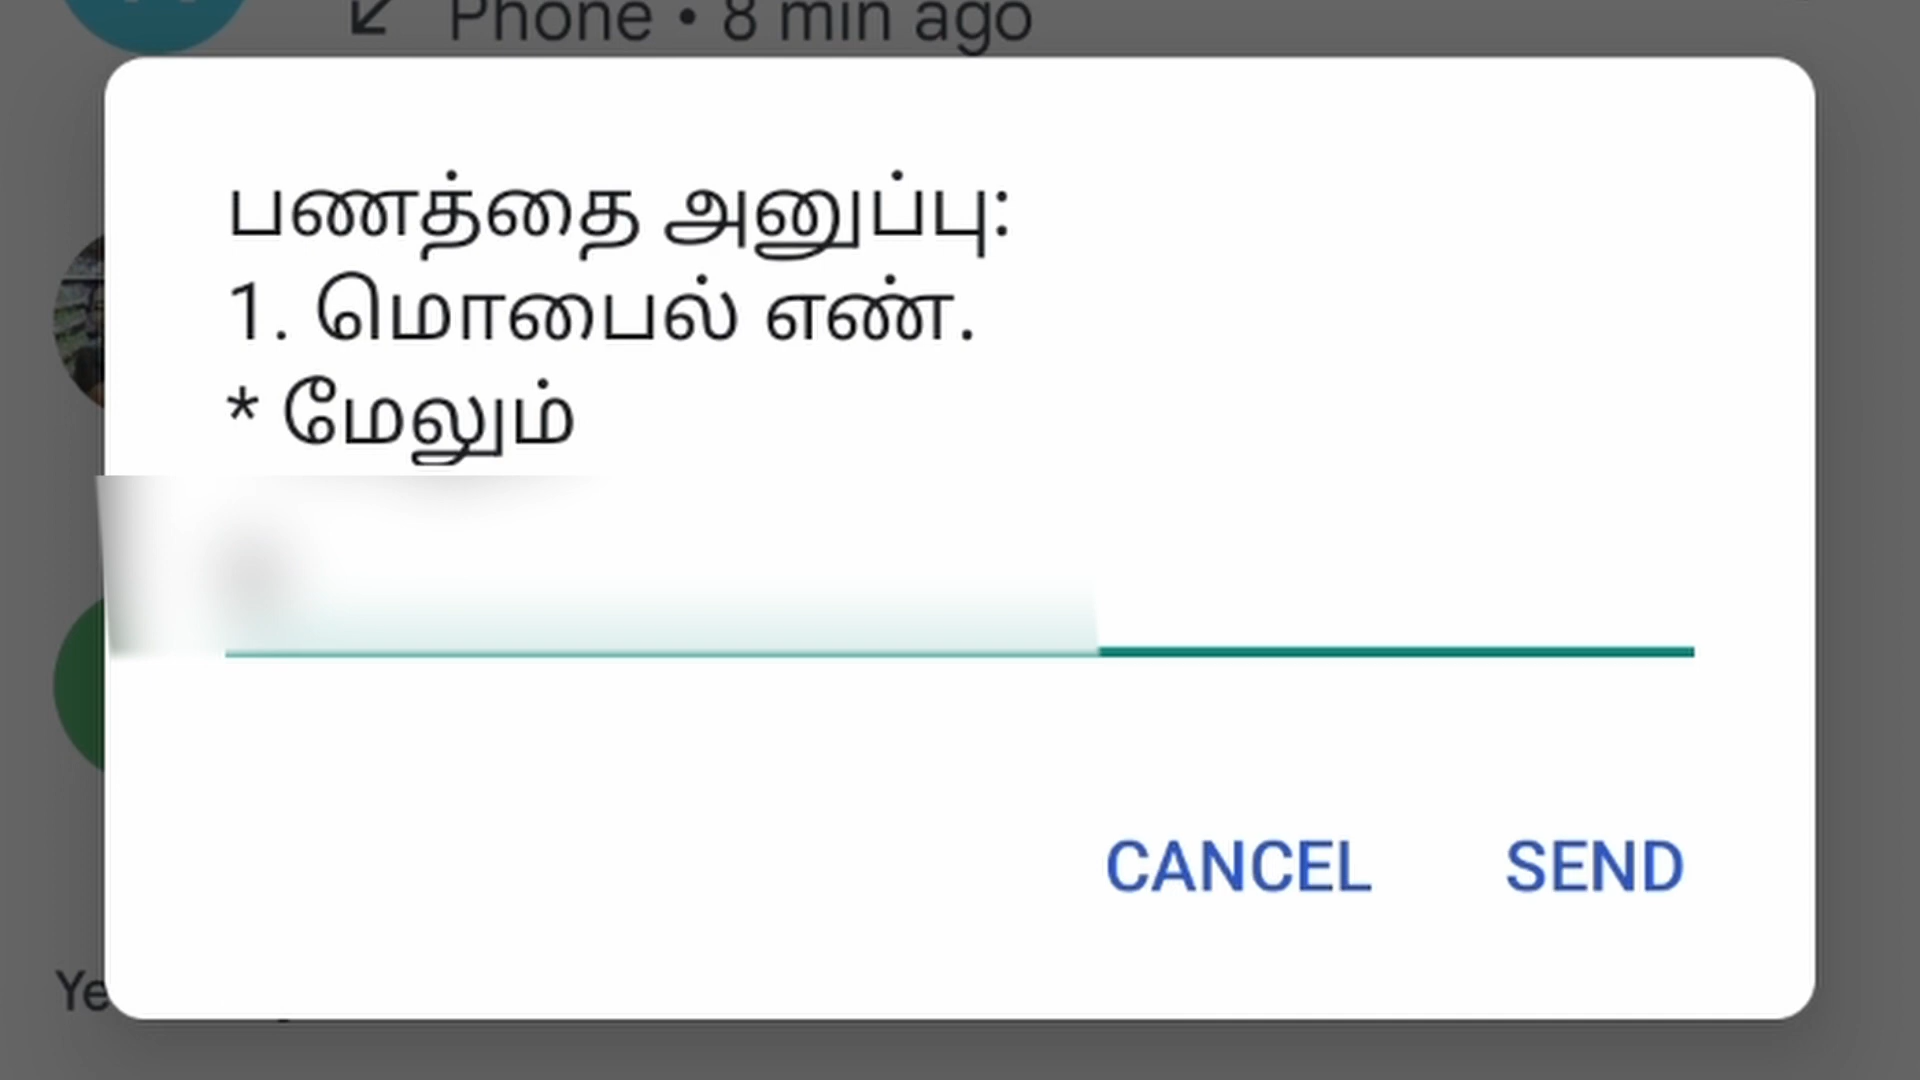 Phone • 8 min ago
பணத்தை அனுப்பு:
1. மொபைல் எண்.
* மேலும்
CANCEL SEND